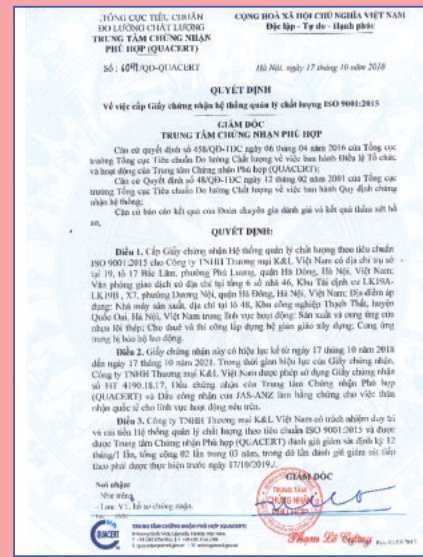 TỔNG CỤC TIÊU CHUẨN
ĐO LƯỜNG CHẤT LƯỢNG
TRUNG TÂM CHỨNG NHẬN
PHÙ HỢP (QUACERT)
CỘNG HOÀ XÃ HỘI CHỦ NGHĨA VIỆT NAM
Độc lập - Tự do - Hạnh phúc
Số: 6041/QĐ-QUACERT
Hà Nội, ngày 17 tháng 10 năm 2018
QUYẾT ĐỊNH
Về việc cấp Giấy chứng nhận hệ thống quản lý chất lượng ISO 9001:2015
GIÁM ĐỐC
TRUNG TÂM CHỨNG NHẬN PHÙ HỢP
Căn cứ quyết định số 458/QĐ-TĐC ngày 06 tháng 04 năm 2016 của Tổng cục
trưởng Tổng cục Tiêu chuẩn Đo lường Chất lượng về việc ban hành Điều lệ Tổ chức
và hoạt động của Trung tâm Chứng nhận Phù hợp (QUACERT);
Căn cứ Quyết định số 48/QĐ-TĐC ngày 12 tháng 02 năm 2001 của Tổng cục
trưởng Tổng cục Tiêu chuẩn Đo lường Chất lượng về việc ban hành Quy định chứng
nhận hệ thống;
Căn cứ báo cáo kết quả của Đoàn chuyên gia đánh giá và kết quả thẩm xét hồ
sơ,
QUYẾT ĐỊNH:
Điều 1. Cấp Giấy chứng nhận Hệ thống quản lý chất lượng theo tiêu chuẩn
ISO 9001:2015 cho Công ty TNHH Thương mại K&L Việt Nam có địa chỉ trụ sở
tại 19, tổ 17 Bắc Lãm, phường Phú Lương, quận Hà Đông, Hà Nội, Việt Nam;
Văn phòng giao dịch có địa chỉ tại tầng 6 số nhà 46, Khu Tái định cư LK19A-
LK19B, X7, phường Dương Nội, quận Hà Đông, Hà Nội, Việt Nam; Địa điểm áp
dụng: Nhà máy sản xuất, địa chỉ tại lô 48, Khu công nghiệp Thạch Thất, huyện
Quốc Oai, Hà Nội, Việt Nam trong lĩnh vực hoạt động: Sản xuất và cung ứng cửa
nhựa lõi thép; Cho thuê và thi công lắp dựng hệ giàn giáo xây dựng; Cung ứng
trang bị bảo hộ lao động.
Điều 2. Giấy chứng nhận này có hiệu lực kể từ ngày 17 tháng 10 năm 2018
đến ngày 17 tháng 10 năm 2021. Trong thời gian hiệu lực của Giấy chứng nhận,
Công ty TNHH Thương mại K&L Việt Nam được phép sử dụng Giấy chứng nhận
số HT 4190.18.17, Dấu chứng nhận của Trung tâm Chứng nhận Phù hợp
(QUACERT) và Dấu công nhận của JAS-ANZ làm bằng chứng cho việc thừa
nhận quốc tế cho lĩnh vực hoạt động nêu trên.
Điều 3. Công ty TNHH Thương mại K&L Việt Nam có trách nhiệm duy trì
và cải tiến Hệ thống quản lý chất lượng theo tiêu chuẩn ISO 9001:2015 và được
được Trung tâm Chứng nhận Phù hợp (QUACERT) đánh giá giám sát định kỳ 12
tháng/1 lần, tổng cộng 02 lần trong 03 năm, trong đó lần đánh giá giám sát tiếp
theo phải được thực hiện trước ngày 17/10/2019./.
Nơi nhận:
- Như trên;
- Lưu: VT, hồ sơ chứng nhận.
GIÁM ĐỐC
TRUNG TÂM
CHỨNG NHẬN
PHÙ HỢP
Phạm Lê Cường
QUACERT
TRUNG TÂM CHỨNG NHẬN PHÙ HỢP (QUACERT)